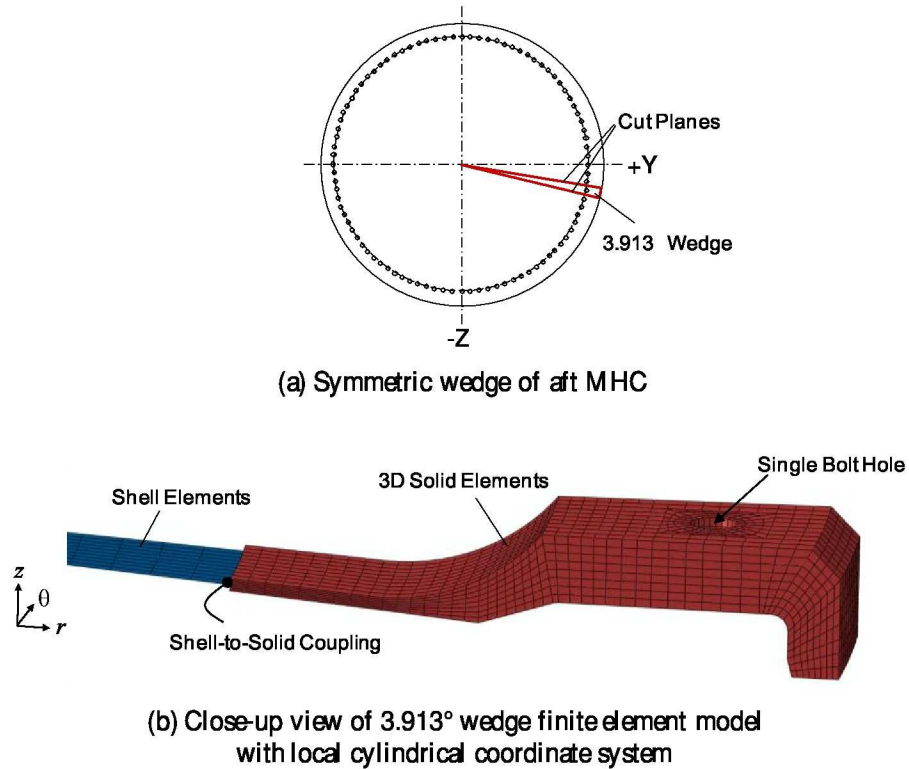 Cut Planes
+Y
3.913 Wedge
-Z
(a) Symmetric wedge of aft MHC
Single Bolt Hole
3D Solid Elements
Shell Elements
z
θ
r
Shell-to-Solid Coupling
(b) Close-up view of 3.913° wedge finite element model
with local cylindrical coordinate system